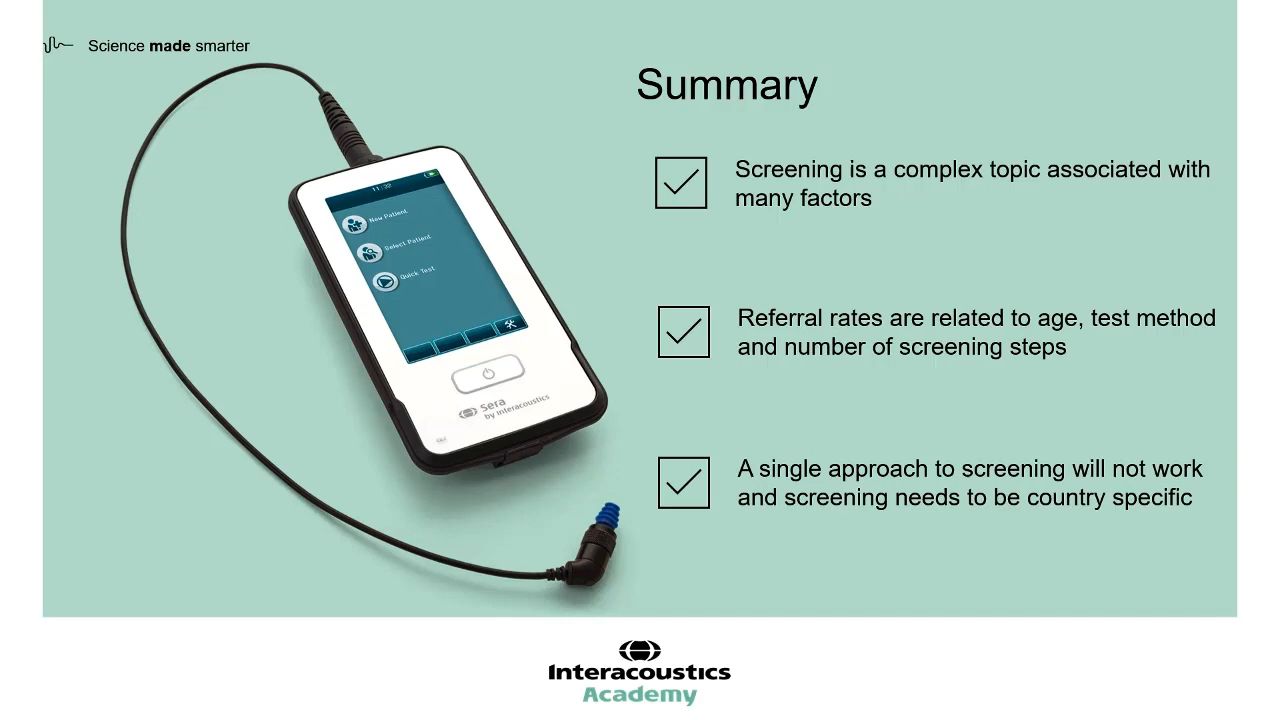 Science made smarter
Summary
Screening is a complex topic associated with
many factors
Referral rates are related to age, test method
and number of screening steps
A single approach to screening will not work
and screening needs to be country specific
11:32
New Patient
Select Patient
Quick Test
Sera
by Interacoustics
Interacoustics
Academy